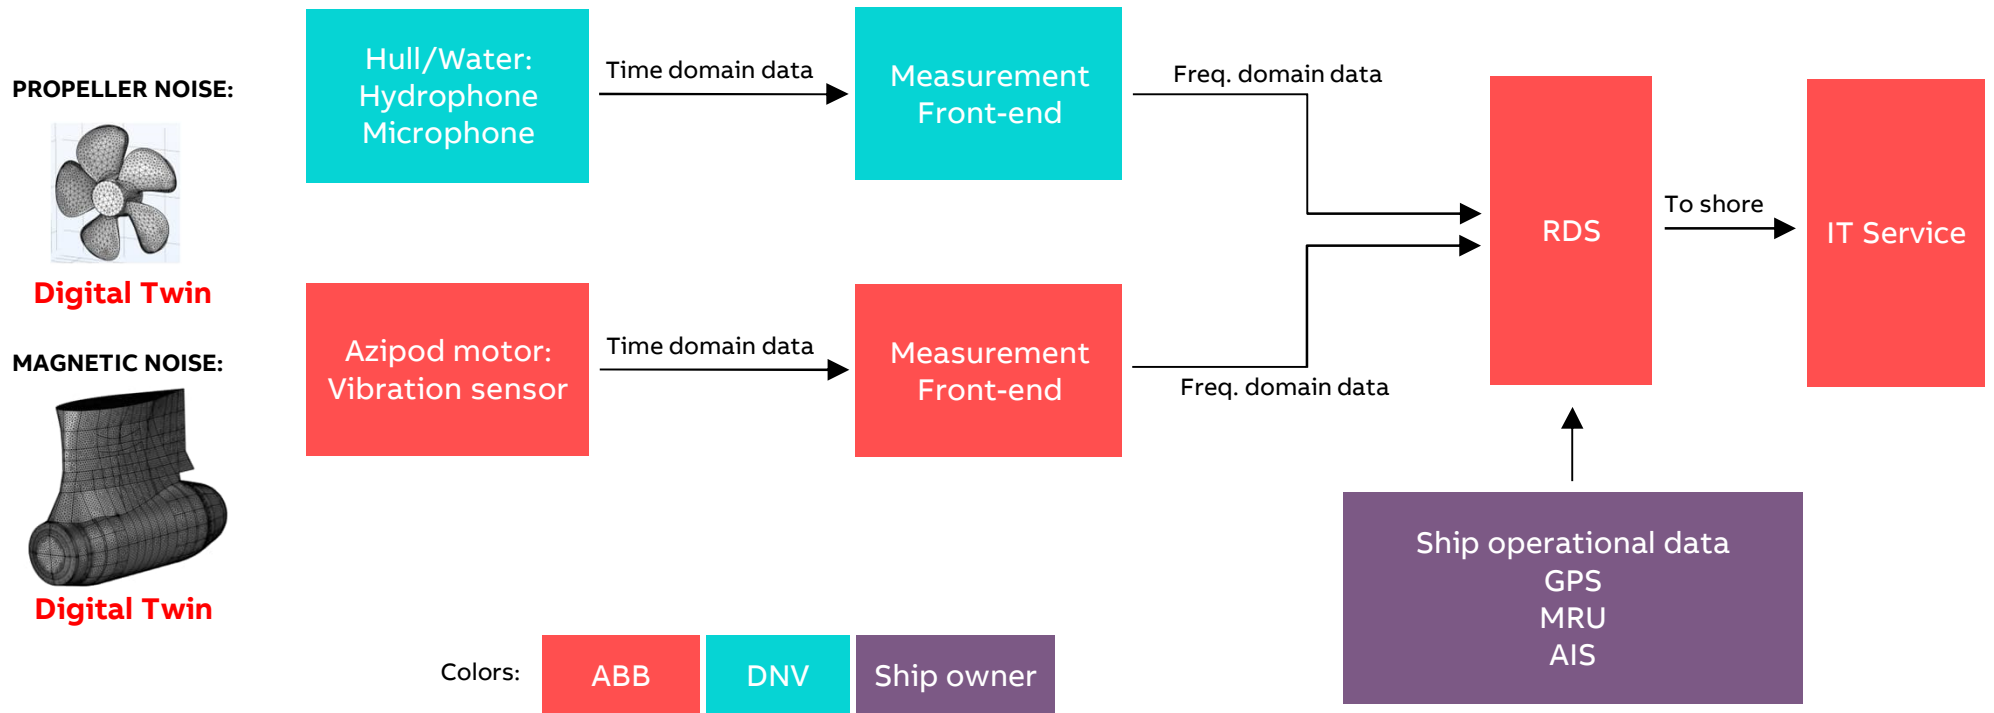 PROPELLER NOISE:
Digital Twin
MAGNETIC NOISE:
Digital Twin
Hull/Water:
Hydrophone
Microphone
Time domain data
Measurement
Front-end
Freq. domain data
Azipod motor:
Vibration sensor
Time domain data
Measurement
Front-end
Freq. domain data
RDS
To shore
IT Service
Ship operational data
GPS
MRU
AIS
Colors:
ABB
DNV
Ship owner